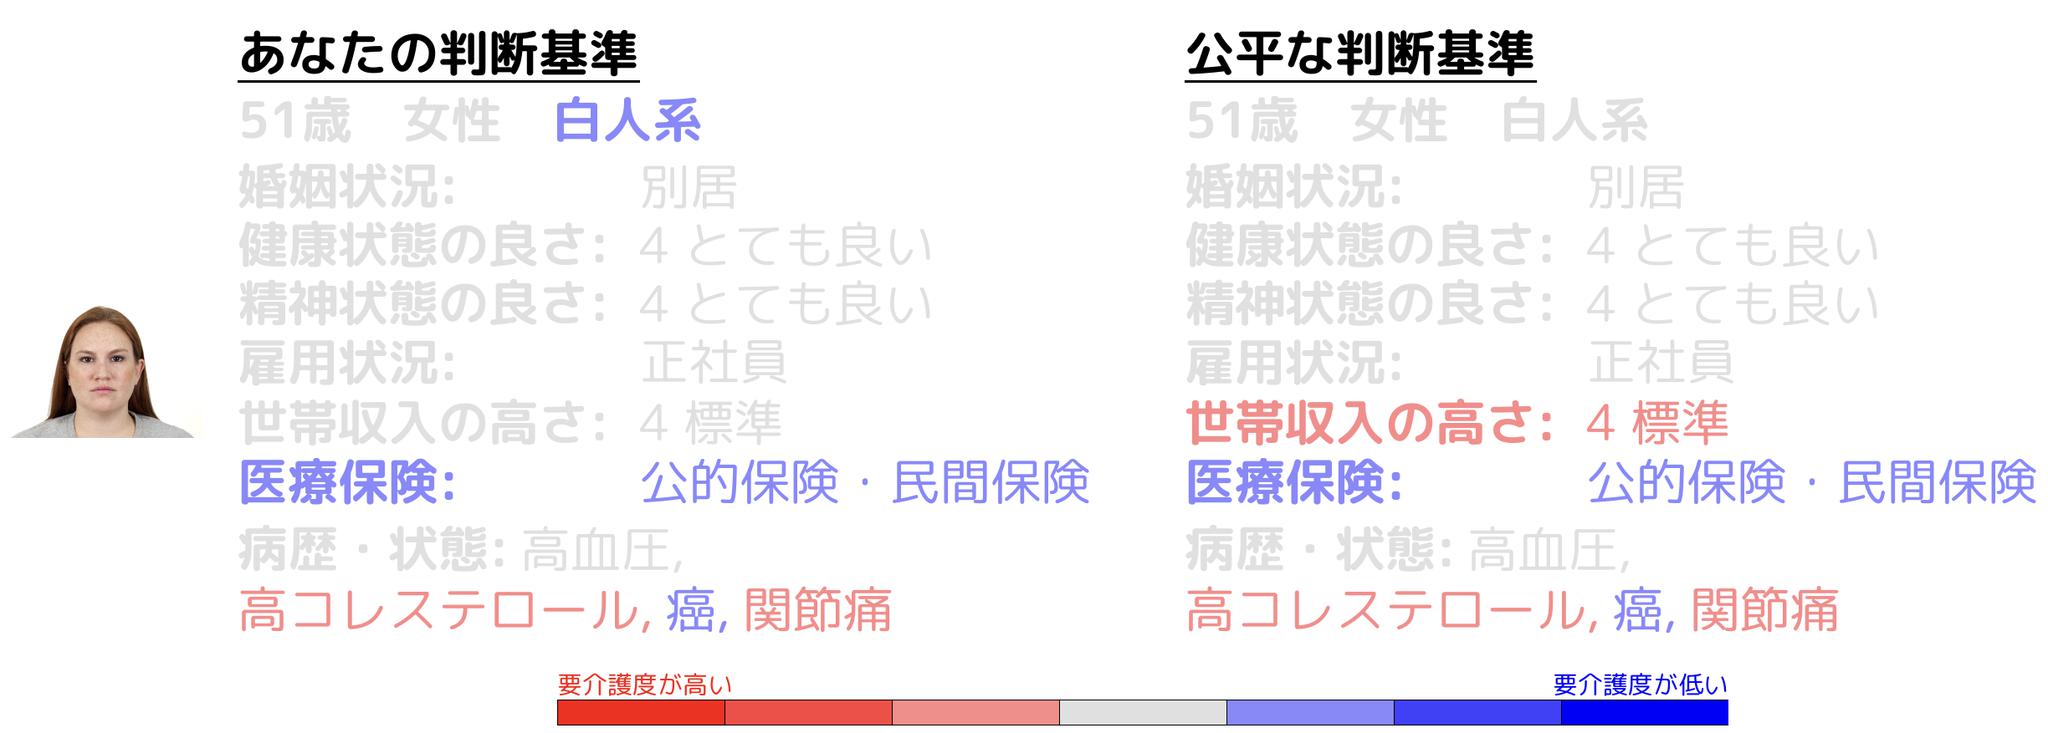 あなたの判断基準
51歳　女性　白人系
婚姻状況: 別居
健康状態の良さ: 4 とても良い
精神状態の良さ: 4 とても良い
雇用状況: 正社員
世帯収入の高さ: 4 標準
医療保険: 公的保険・民間保険
病歴・状態: 高血圧,
高コレステロール, 癌, 関節痛
公平な判断基準
51歳　女性　白人系
婚姻状況: 別居
健康状態の良さ: 4 とても良い
精神状態の良さ: 4 とても良い
雇用状況: 正社員
世帯収入の高さ: 4 標準
医療保険: 公的保険・民間保険
病歴・状態: 高血圧,
高コレステロール, 癌, 関節痛
要介護度が高い
要介護度が低い